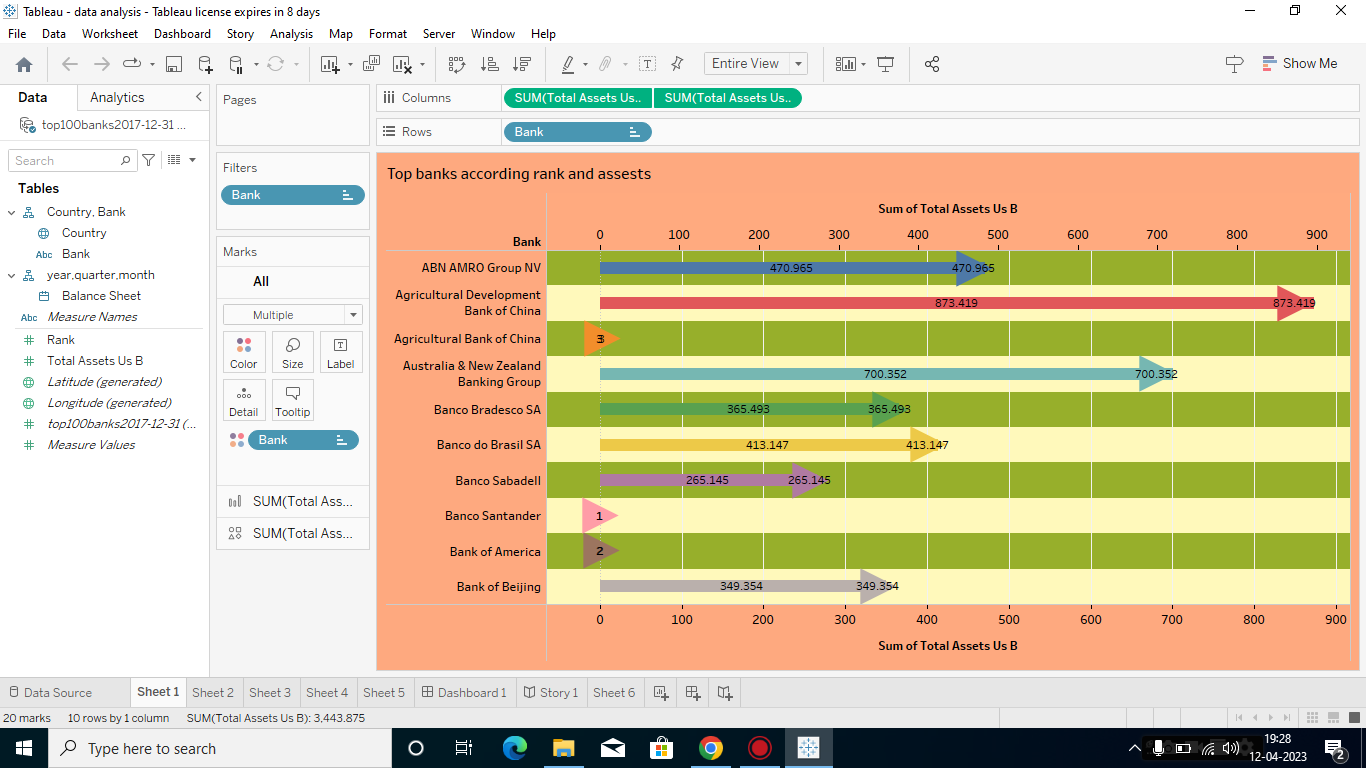 Tableau - data analysis - Tableau license expires in 8 days
File Data Worksheet Dashboard Story Analysis Map Format Server Window Help
Entire View
Show Me
Data Analytics
top100banks2017-12-31 ...
Search
Tables
Country, Bank
Country
Abc Bank
year,quarter,month
Balance Sheet
Abc Measure Names
Rank
Total Assets Us B
Latitude (generated)
Longitude (generated)
top100banks2017-12-31 (...
Measure Values
Pages
Filters
Bank
Marks
All
Multiple
Color Size Label
Detail Tooltip
Bank
SUM(Total Ass...
SUM(Total Ass...
Columns SUM(Total Assets Us.. SUM(Total Assets Us..
Rows Bank
Top banks according rank and assests
Sum of Total Assets Us B
Bank 0 100 200 300 400 500 600 700 800 900
ABN AMRO Group NV 470.965 470.965
Agricultural Development
Bank of China 873.419 873.419
Agricultural Bank of China 3
Australia & New Zealand
Banking Group 700.352 700.352
Banco Bradesco SA 365.493 365.493
Banco do Brasil SA 413.147 413.147
Banco Sabadell 265.145 265.145
Banco Santander 1
Bank of America 2
Bank of Beijing 349.354 349.354
0 100 200 300 400 500 600 700 800 900
Sum of Total Assets Us B
Data Source Sheet 1 Sheet 2 Sheet 3 Sheet 4 Sheet 5 Dashboard 1 Story 1 Sheet 6
20 marks 10 rows by 1 column SUM(Total Assets Us B): 3,443.875
Type here to search
19:28
12-04-2023
2